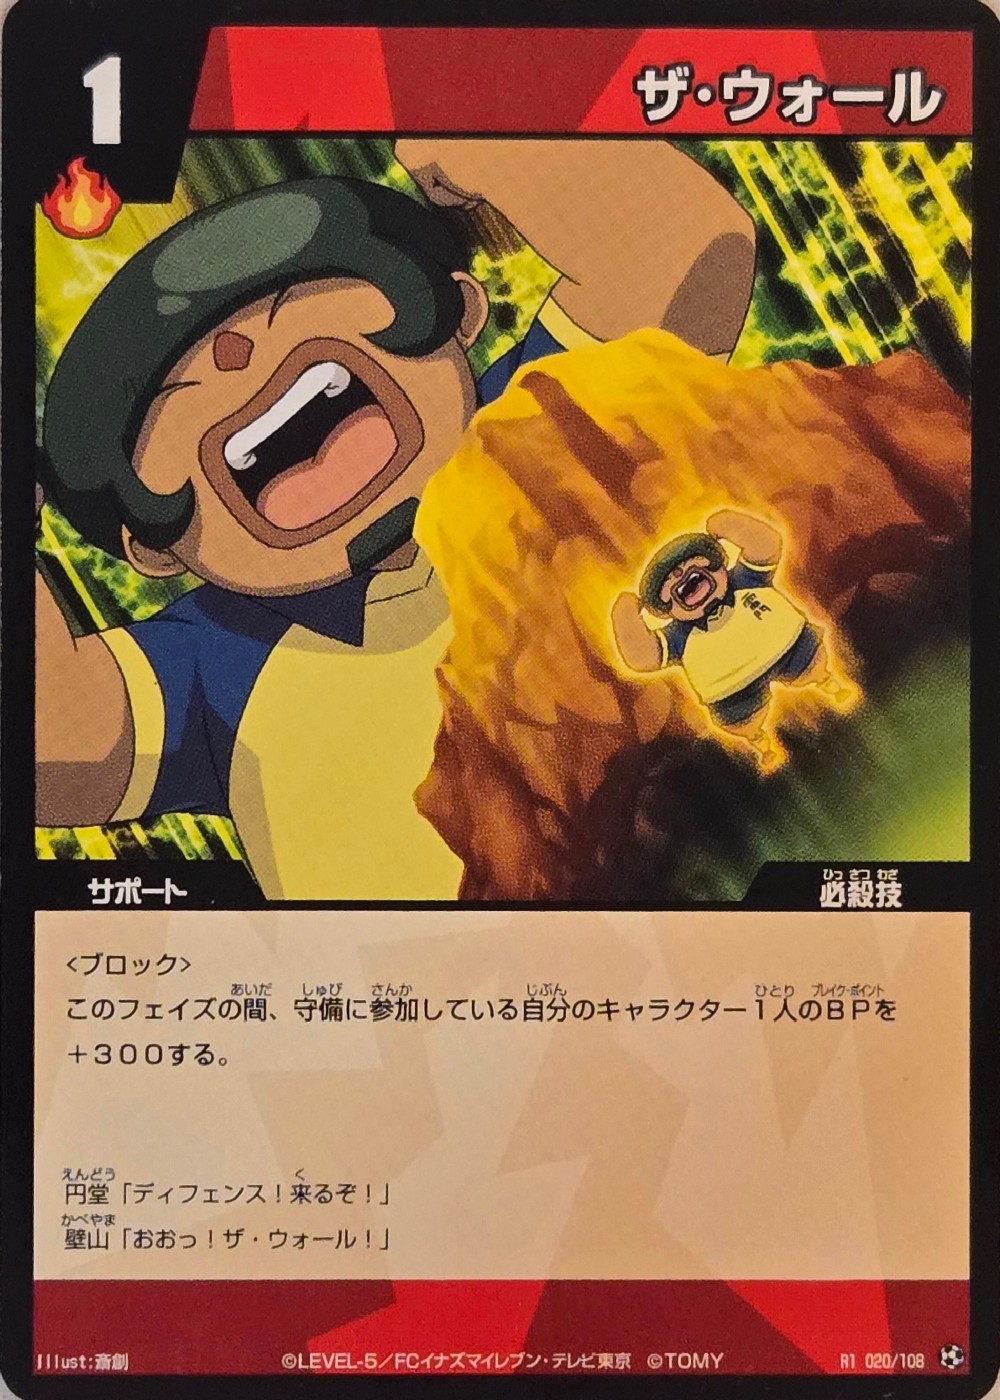 1
ザ・ウォール
サポート
必殺技
ひっさつわざ
<ブロック>
あいだ しゅび さんか じぶん ひとり ブレイク・ポイント
このフェイズの間、守備に参加している自分のキャラクター1人のBPを
+300する。
えんどう く
円堂「ディフェンス!来るぞ!」
かべやま
壁山「おおっ!ザ・ウォール!」
Illust:斎創
©LEVEL-5/FCイナズマイレブン・テレビ東京 ©TOMY
R1 020/108